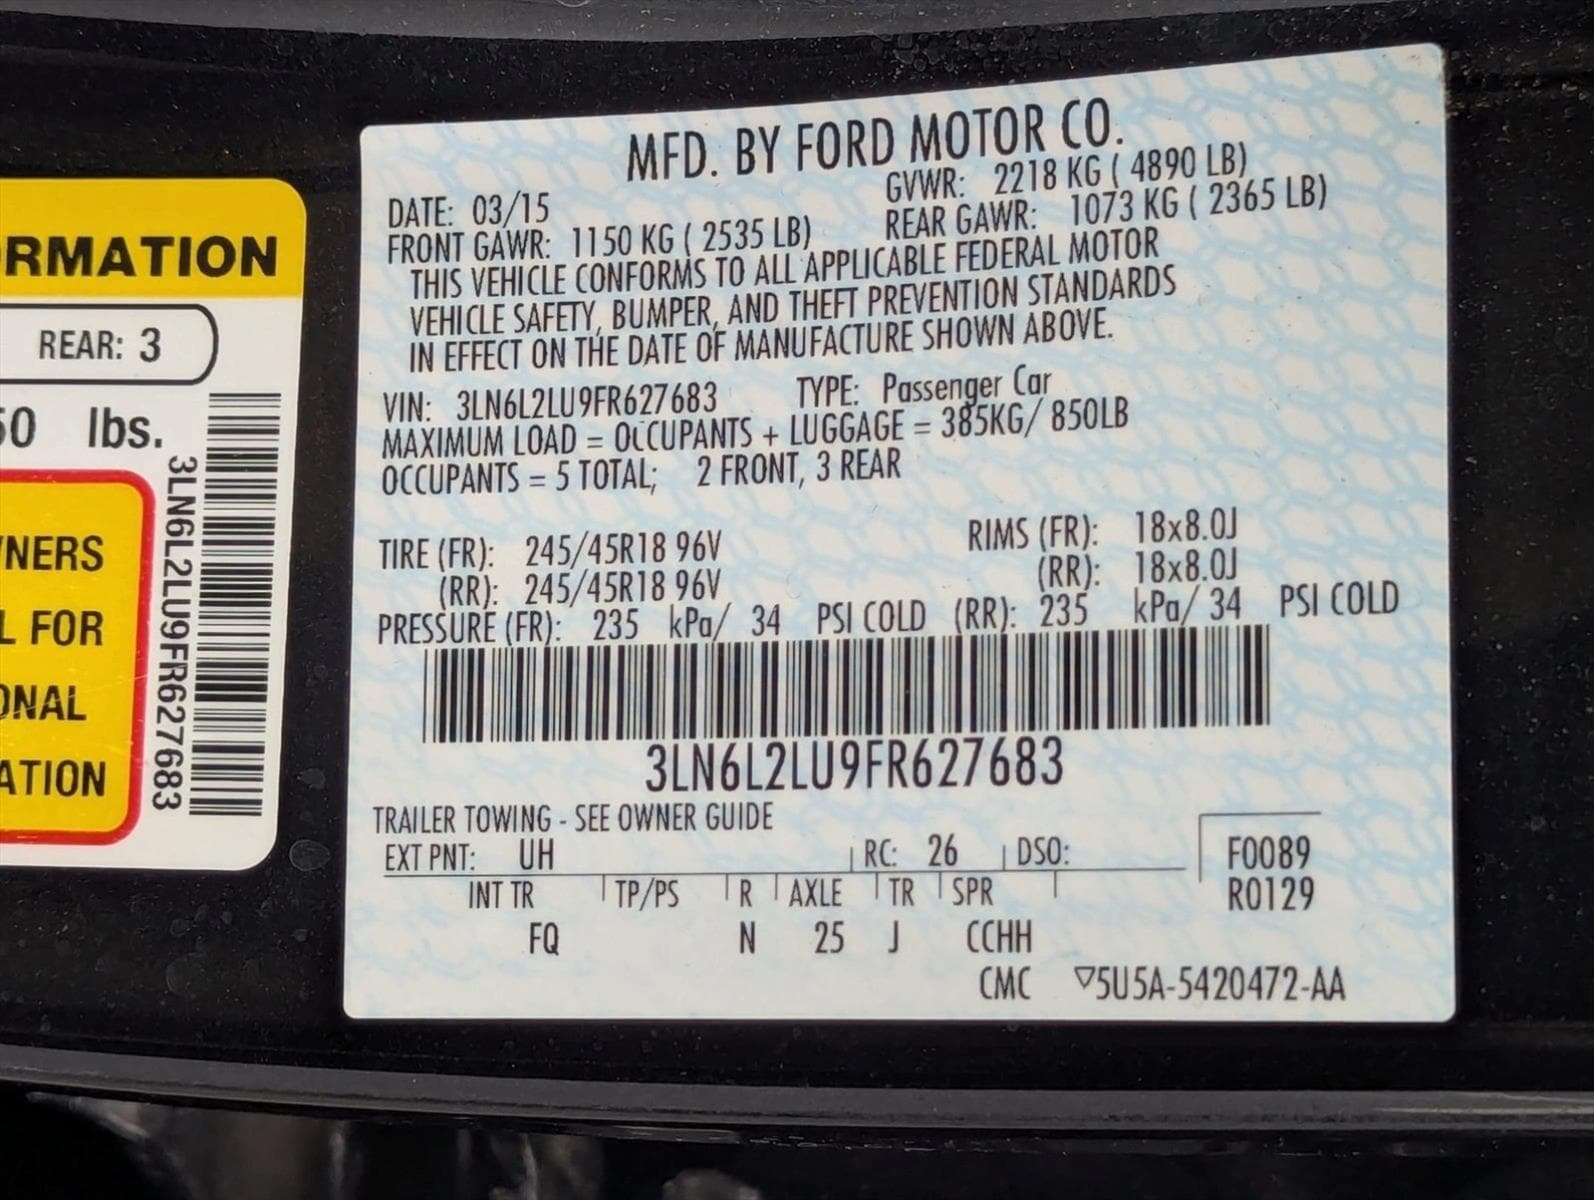 RMATION
REAR: 3
50 lbs.
3LN6L2LU9FR627683
NERS
L FOR
ONAL
ATION
MFD. BY FORD MOTOR CO.
DATE: 03/15 GVWR: 2218 KG ( 4890 LB)
FRONT GAWR: 1150 KG ( 2535 LB) REAR GAWR: 1073 KG ( 2365 LB)
THIS VEHICLE CONFORMS TO ALL APPLICABLE FEDERAL MOTOR
VEHICLE SAFETY, BUMPER, AND THEFT PREVENTION STANDARDS
IN EFFECT ON THE DATE OF MANUFACTURE SHOWN ABOVE.
VIN: 3LN6L2LU9FR627683 TYPE: Passenger Car
MAXIMUM LOAD = OCCUPANTS + LUGGAGE = 385KG/ 850LB
OCCUPANTS = 5 TOTAL; 2 FRONT, 3 REAR
TIRE (FR): 245/45R18 96V RIMS (FR): 18x8.0J
(RR): 245/45R18 96V (RR): 18x8.0J
PRESSURE (FR): 235 kPa/ 34 PSI COLD (RR): 235 kPa/ 34 PSI COLD
3LN6L2LU9FR627683
TRAILER TOWING - SEE OWNER GUIDE
EXT PNT: UH RC: 26 DSO: F0089
INT TR TP/PS R AXLE TR SPR R0129
FQ N 25 J CCHH
CMC ▽5U5A-5420472-AA